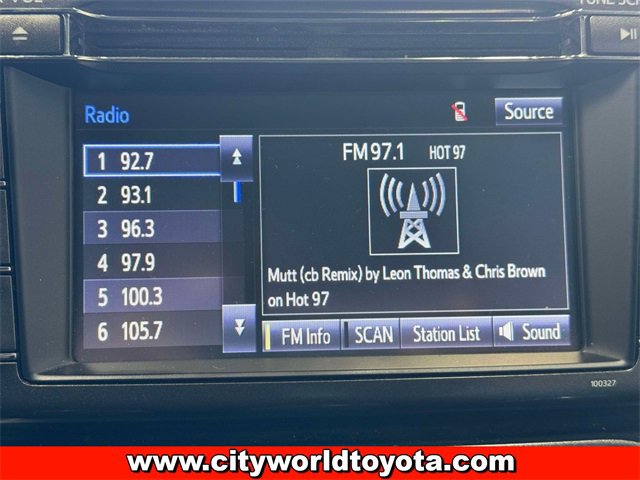 Radio
Source
1 92.7
2 93.1
3 96.3
4 97.9
5 100.3
6 105.7
FM 97.1 HOT 97
Mutt (cb Remix) by Leon Thomas & Chris Brown
on Hot 97
FM Info SCAN Station List Sound
100327
www.cityworldtoyota.com